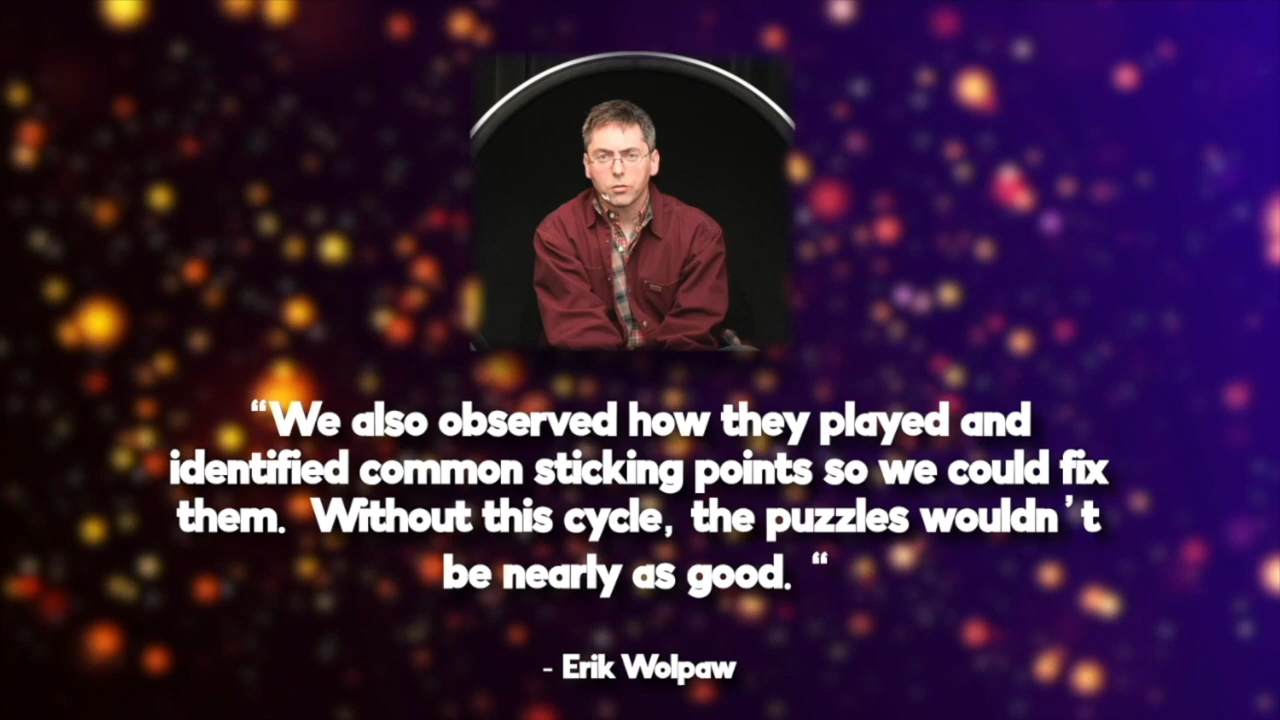 “We also observed how they played and
identified common sticking points so we could fix
them. Without this cycle, the puzzles wouldn’t
be nearly as good. “
- Erik Wolpaw